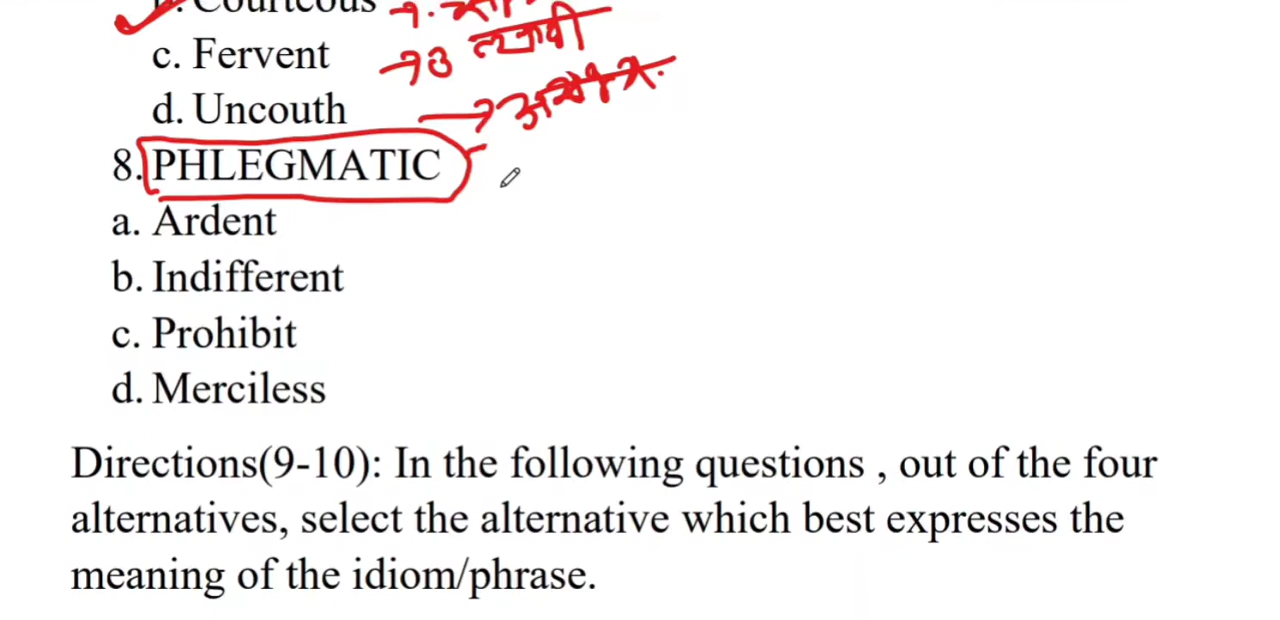 Courteous
c. Fervent
d. Uncouth
8. PHLEGMATIC
a. Ardent
b. Indifferent
c. Prohibit
d. Merciless
Directions(9-10): In the following questions , out of the four
alternatives, select the alternative which best expresses the
meaning of the idiom/phrase.